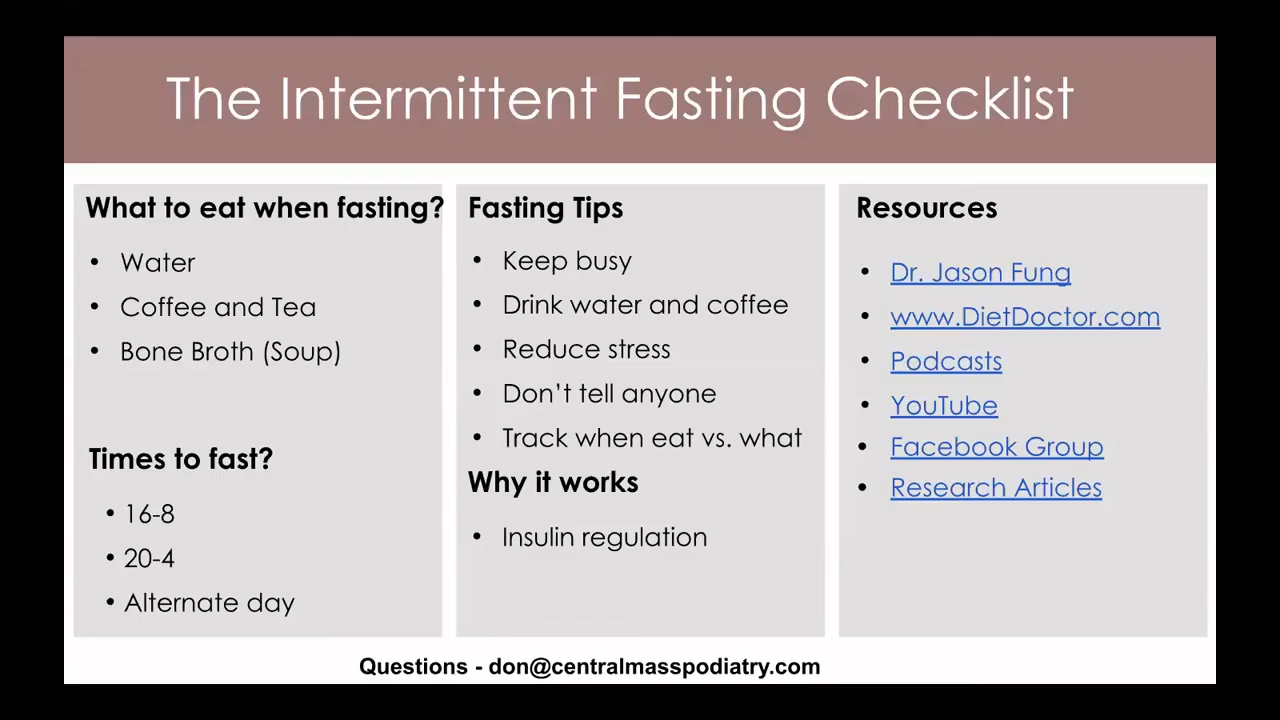 The Intermittent Fasting Checklist
What to eat when fasting?
• Water
• Coffee and Tea
• Bone Broth (Soup)
Times to fast?
• 16-8
• 20-4
• Alternate day
Fasting Tips
• Keep busy
• Drink water and coffee
• Reduce stress
• Don’t tell anyone
• Track when eat vs. what
Why it works
• Insulin regulation
Resources
• Dr. Jason Fung
• www.DietDoctor.com
• Podcasts
• YouTube
• Facebook Group
• Research Articles
Questions - don@centralmasspodiatry.com